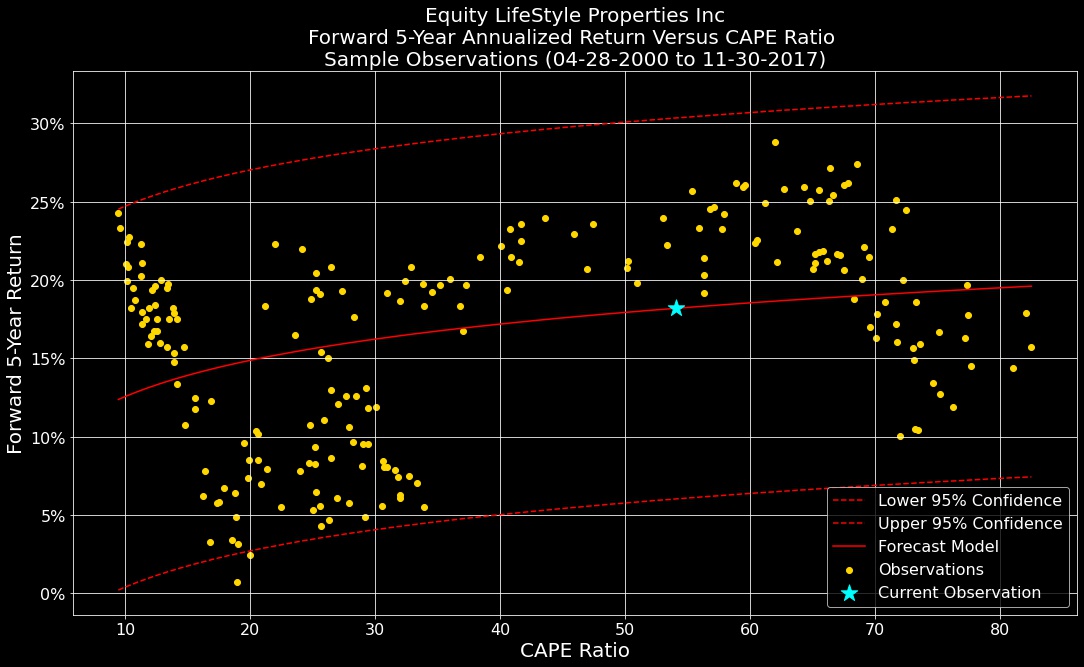 Equity LifeStyle Properties Inc
Forward 5-Year Annualized Return Versus CAPE Ratio
Sample Observations (04-28-2000 to 11-30-2017)
Forward 5-Year Return
30%
25%
20%
15%
10%
5%
0%
10 20 30 40 50 60 70 80
CAPE Ratio
Lower 95% Confidence
Upper 95% Confidence
Forecast Model
Observations
Current Observation